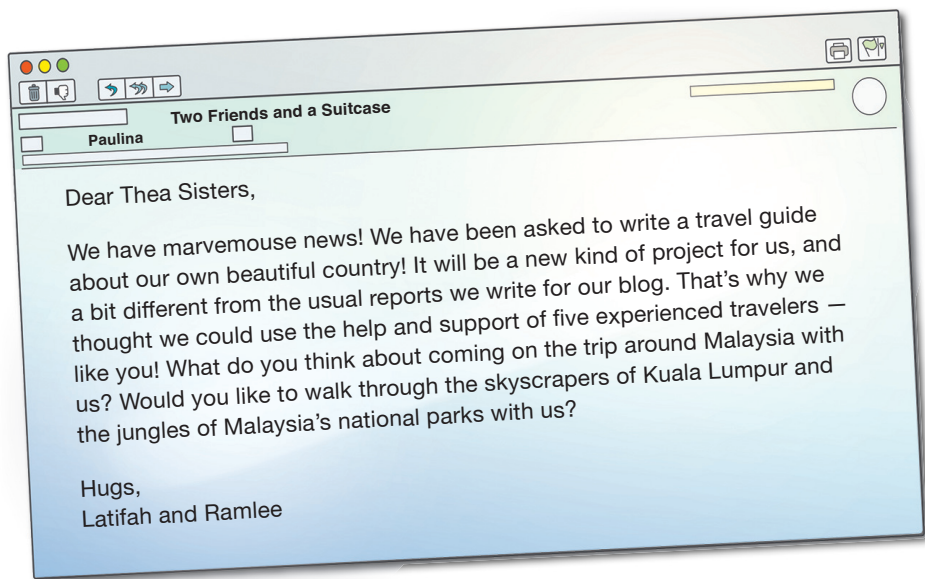 Two Friends and a Suitcase
Paulina
Dear Thea Sisters,
We have marvemouse news! We have been asked to write a travel guide
about our own beautiful country! It will be a new kind of project for us, and
a bit different from the usual reports we write for our blog. That’s why we
thought we could use the help and support of five experienced travelers —
like you! What do you think about coming on the trip around Malaysia with
us? Would you like to walk through the skyscrapers of Kuala Lumpur and
the jungles of Malaysia’s national parks with us?
Hugs,
Latifah and Ramlee